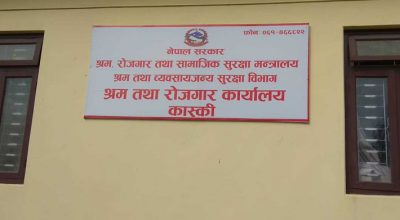 फोन ०६१-४६८८२२
नेपाल सरकार
श्रम, रोजगार तथा सामाजिक सुरक्षा मन्त्रालय
श्रम तथा व्यवसायजन्य सुरक्षा विभाग
श्रम तथा रोजगार कार्यालय
कास्की